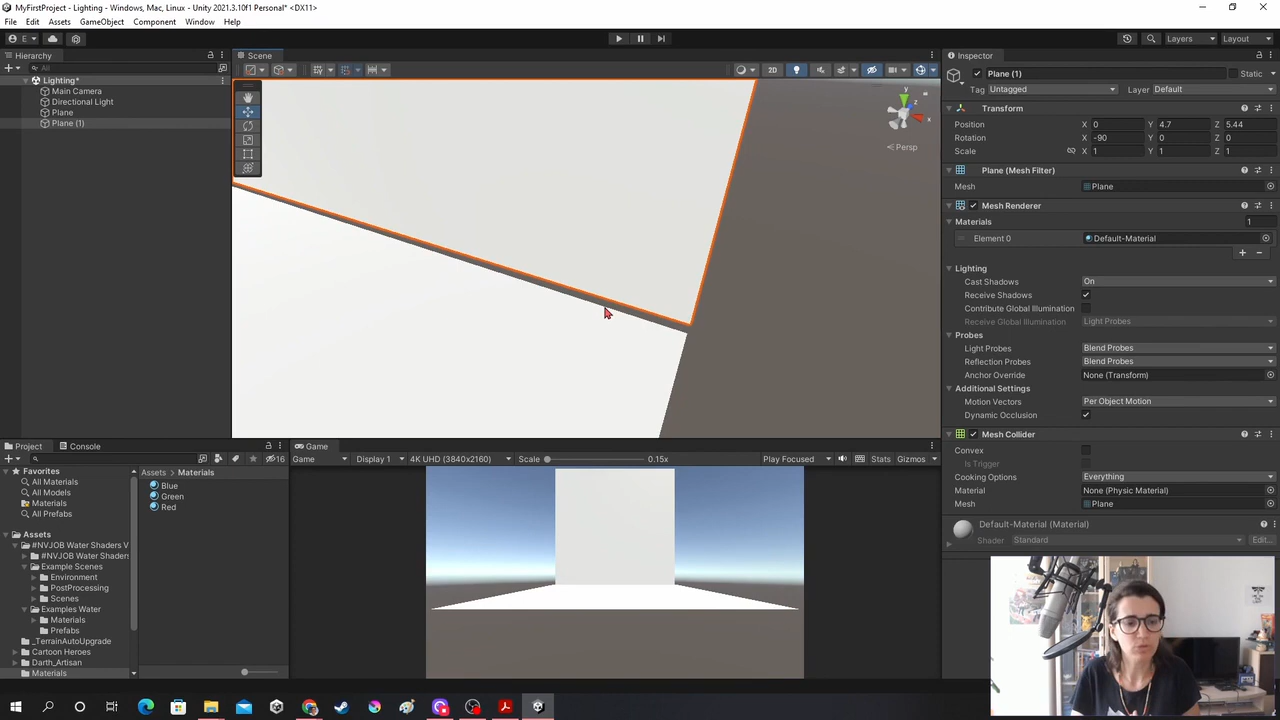 MyFirstProject - Lighting - Windows, Mac, Linux - Unity 2021.3.10f1 Personal* <DX11>
File Edit Assets GameObject Component Window Help
E
Layers Layout
Hierarchy
All
Lighting*
Main Camera
Directional Light
Plane
Plane (1)
Scene
2D
y
z
x
Persp
Inspector
Plane (1) Static
Tag Untagged Layer Default
Transform
Position X 0 Y 4.7 Z 5.44
Rotation X -90 Y 0 Z 0
Scale X 1 Y 1 Z 1
Plane (Mesh Filter)
Mesh Plane
Mesh Renderer
Materials 1
Element 0 Default-Material
Lighting
Cast Shadows On
Receive Shadows
Contribute Global Illumination
Receive Global Illumination Light Probes
Probes
Light Probes Blend Probes
Reflection Probes Blend Probes
Anchor Override None (Transform)
Additional Settings
Motion Vectors Per Object Motion
Dynamic Occlusion
Mesh Collider
Convex
Is Trigger
Cooking Options Everything
Material None (Physic Material)
Mesh Plane
Default-Material (Material)
Shader Standard Edit...
Project Console
16
Favorites
All Materials
All Models
Materials
All Prefabs
Assets
#NVJOB Water Shaders V
#NVJOB Water Shaders
Example Scenes
Environment
PostProcessing
Scenes
Examples Water
Materials
Prefabs
_TerrainAutoUpgrade
Cartoon Heroes
Darth_Artisan
Materials
Assets Materials
Blue
Green
Red
Game
Game Display 1 4K UHD (3840x2160) Scale 0.15x Play Focused Stats Gizmos